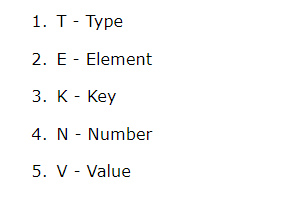 1. T - Type
2. E - Element
3. K - Key
4. N - Number
5. V - Value